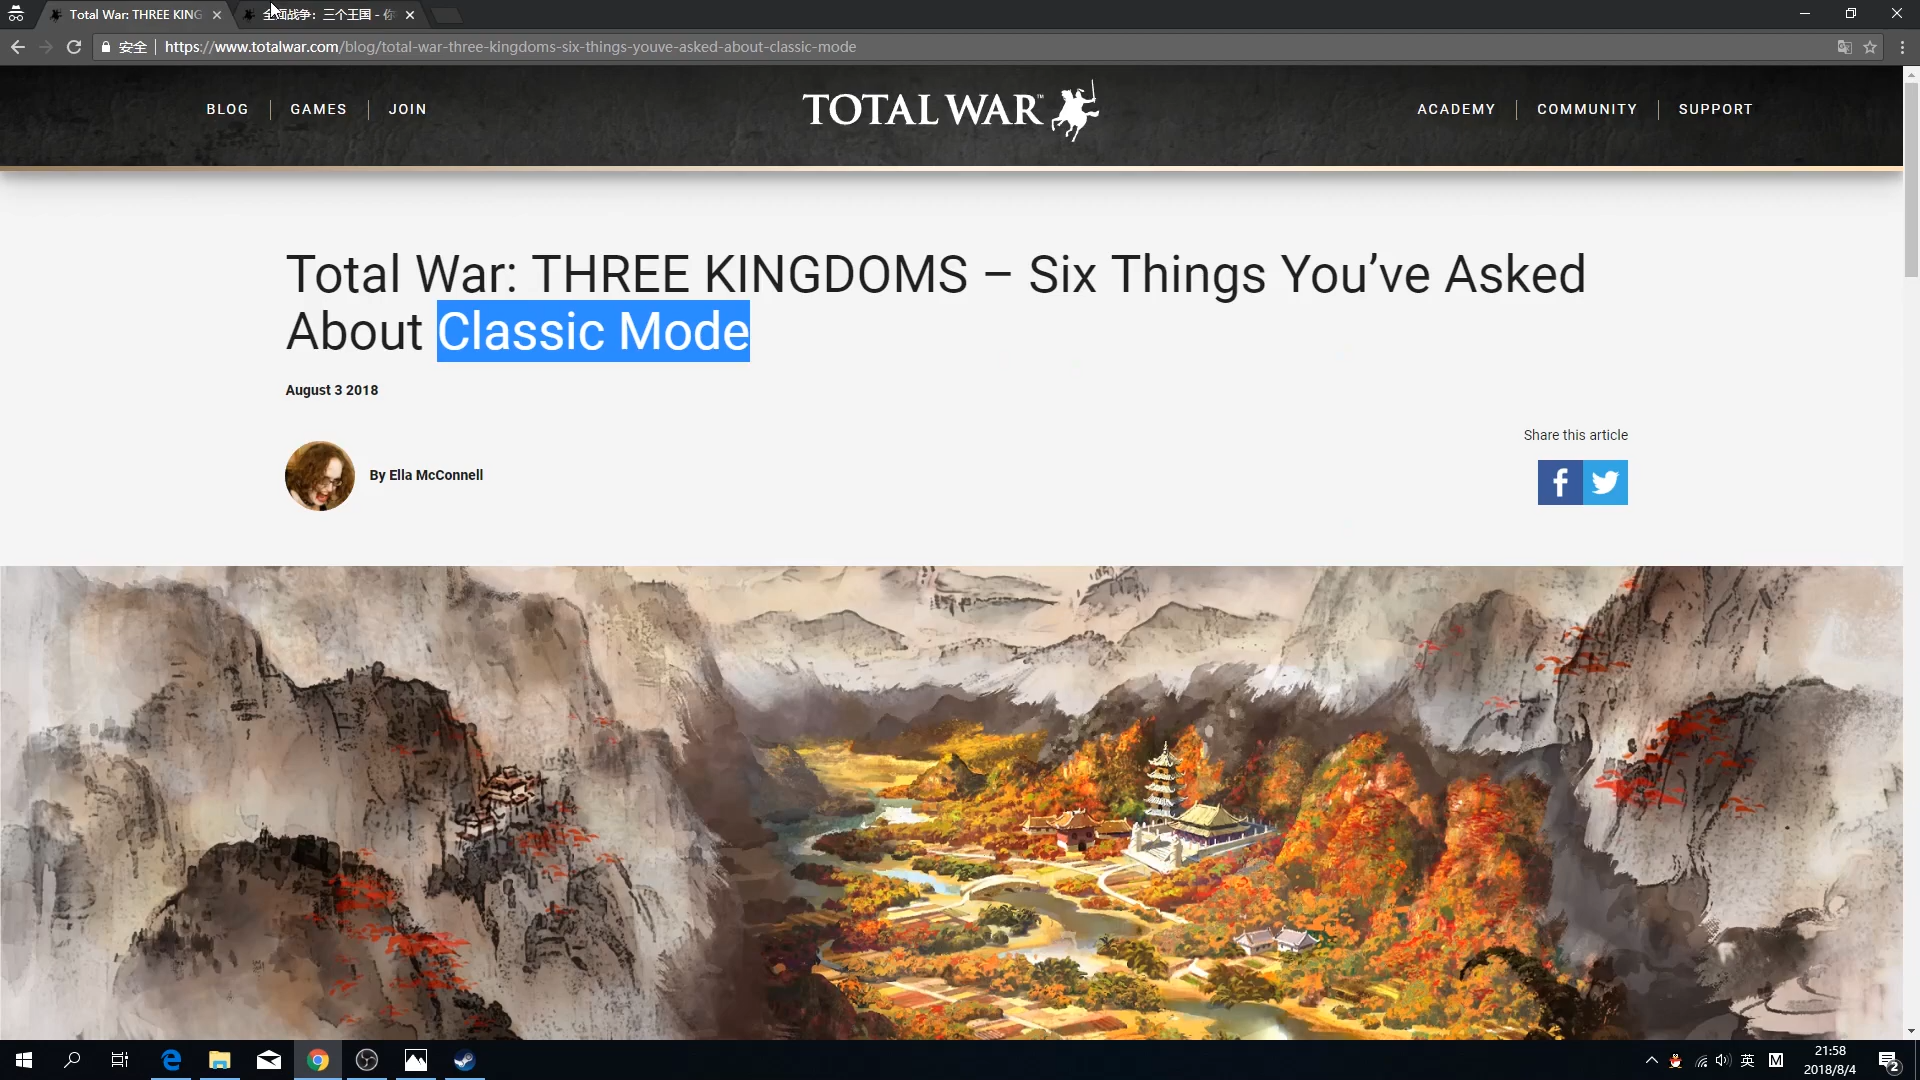 Total War: THREE KING
全面战争：三个王国 - 你
安全
https://www.totalwar.com/blog/total-war-three-kingdoms-six-things-youve-asked-about-classic-mode
BLOG
GAMES
JOIN
TOTAL WAR™
ACADEMY
COMMUNITY
SUPPORT
Total War: THREE KINGDOMS – Six Things You’ve Asked
About Classic Mode
August 3 2018
By Ella McConnell
Share this article
英
M
21:58
2018/8/4
2